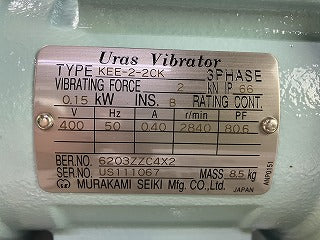 Uras Vibrator
TYPE KEE-2-2CK 3PHASE
VIBRATING FORCE 2 kN IP 66
0.15 kW INS. B RATING CONT.
V Hz A r/min PF
400 50 0.40 2840 80.6
BER.NO. 6203ZZC4X2
SER.NO. US111067 MASS 8.5kg
MURAKAMI SEIKI Mfg. CO.,Ltd. JAPAN
ANP0151